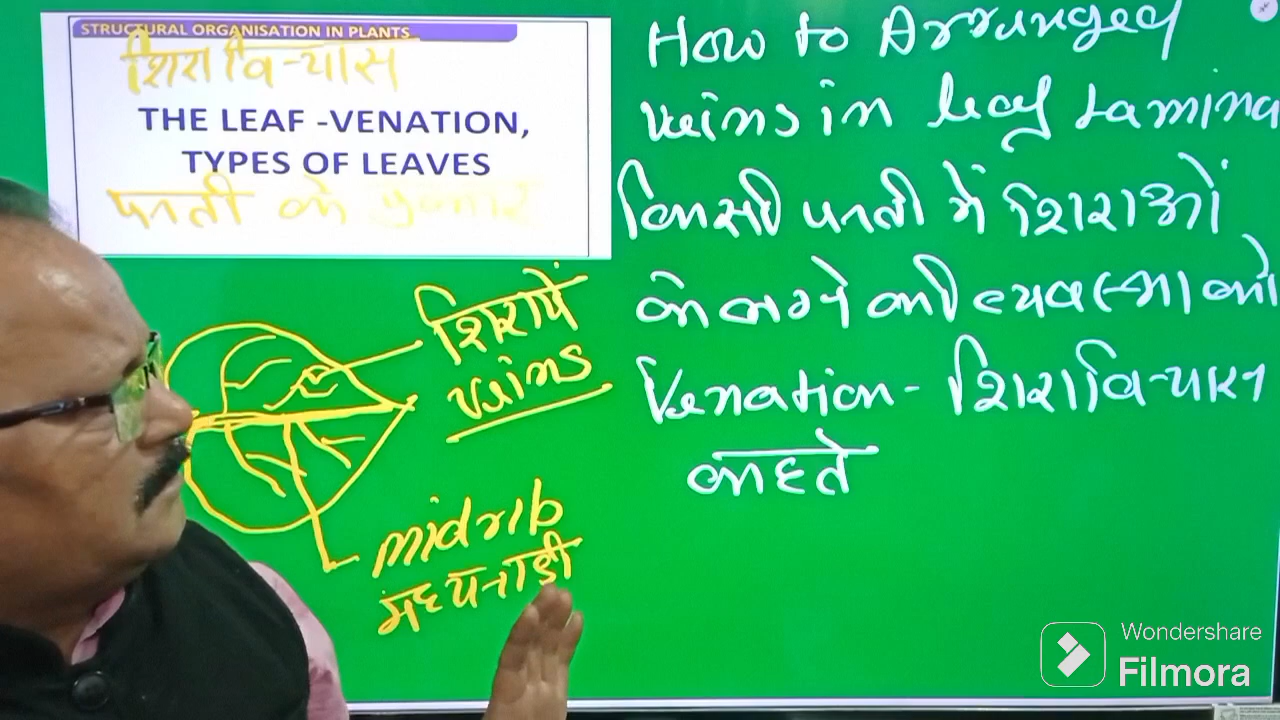 STRUCTURAL ORGANISATION IN PLANTS
शिराविन्यास
THE LEAF -VENATION,
TYPES OF LEAVES
पत्ती के प्रकार
शिरायें
veins
midrib
मध्यनाडी
How to Arranged
veins in leaf Lamina
किसी पत्ती में शिराओं
के लगने की व्यवस्था को
Venation - शिराविन्यास
कहते
Wondershare
Filmora